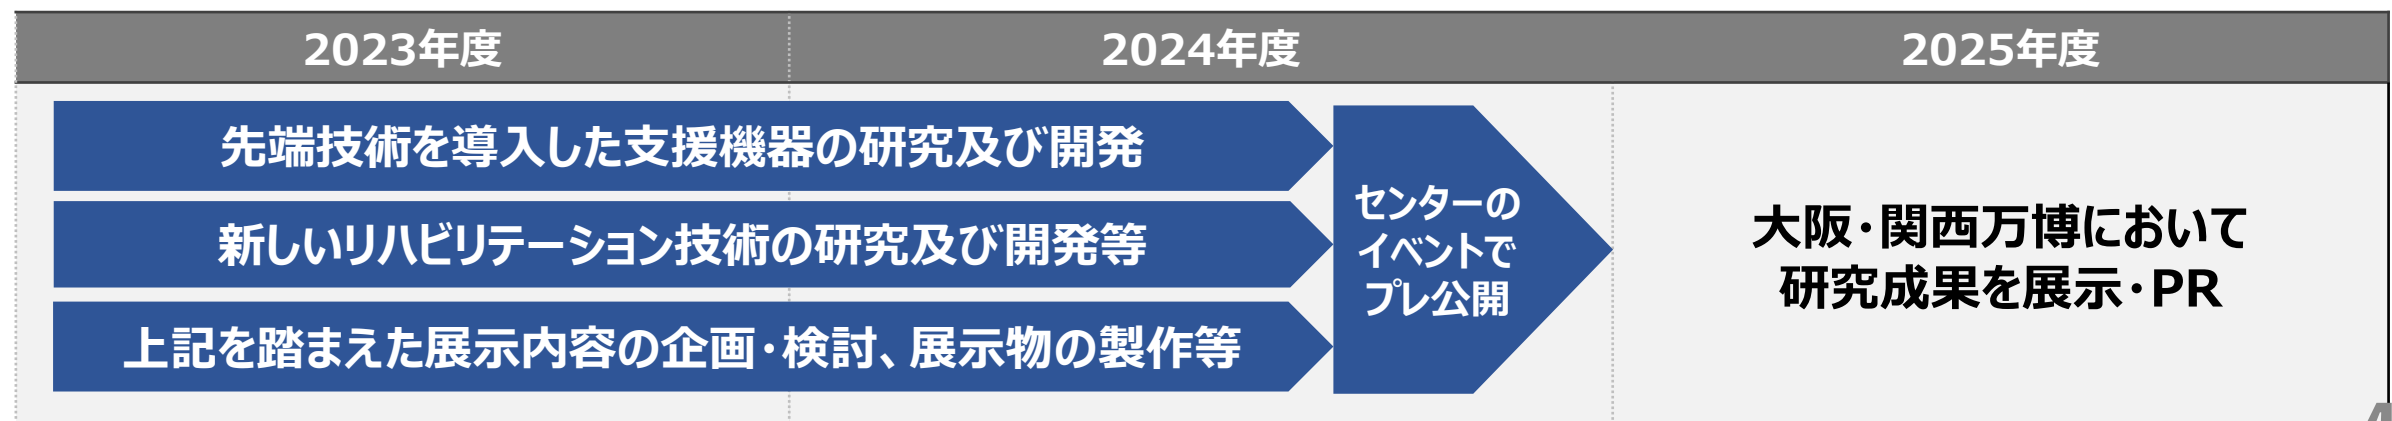 2023年度
2024年度
2025年度
先端技術を導入した支援機器の研究及び開発
新しいリハビリテーション技術の研究及び開発等
上記を踏まえた展示内容の企画・検討、展示物の製作等
センターの
イベントで
プレ公開
大阪・関西万博において
研究成果を展示・PR